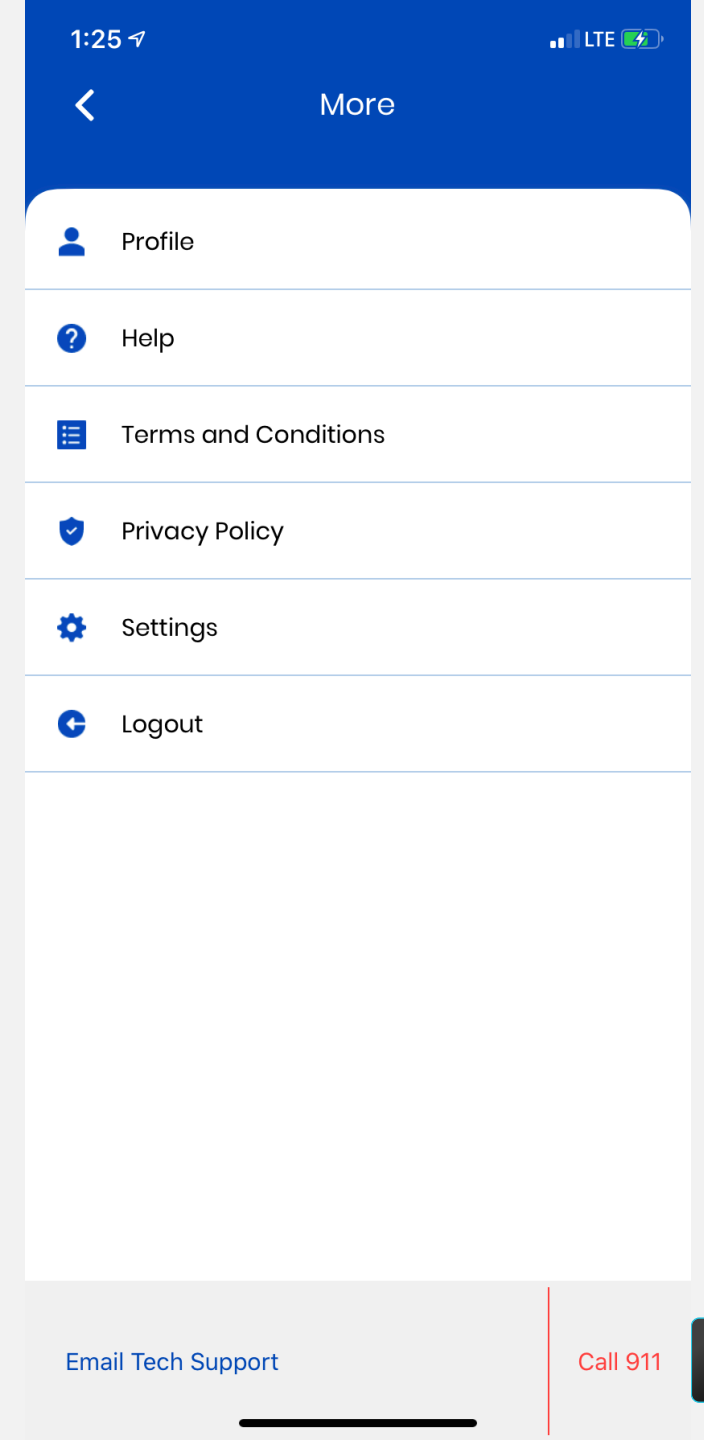 1:25 LTE
More
Profile
Help
Terms and Conditions
Privacy Policy
Settings
Logout
Email Tech Support Call 911